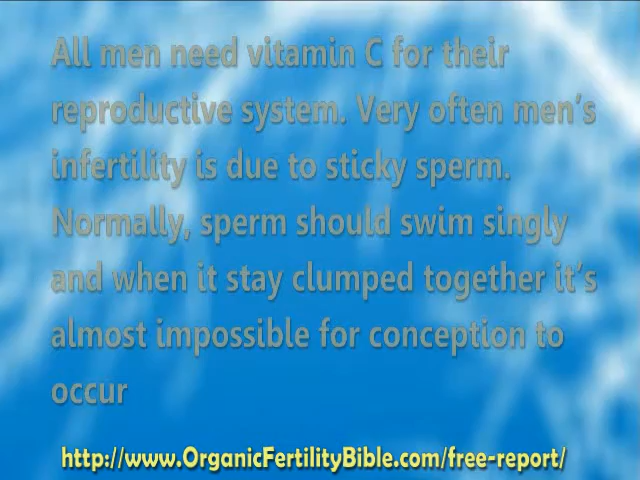 All men need vitamin C for their
reproductive system. Very often men's
infertility is due to sticky sperm.
Normally, sperm should swim singly
and when it stay clumped together it's
almost impossible for conception to
occur
http://www.OrganicFertilityBible.com/free-report/